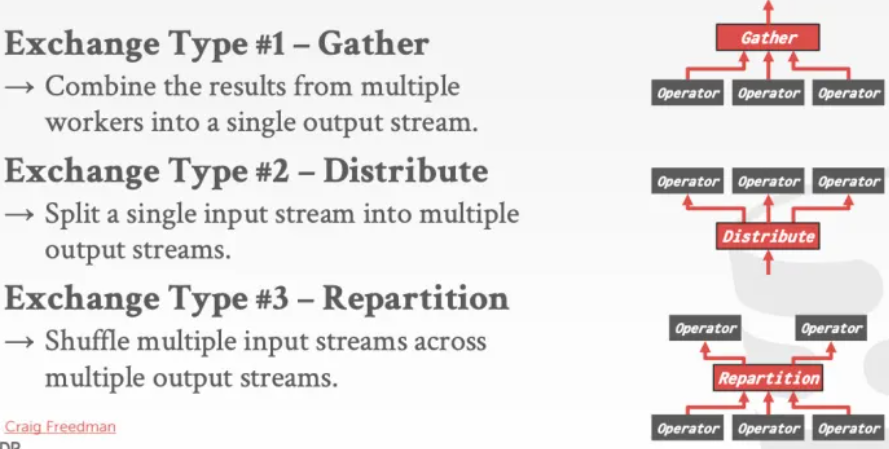 Exchange Type #1 – Gather
→ Combine the results from multiple
workers into a single output stream.
Gather
Operator Operator Operator
Exchange Type #2 – Distribute
→ Split a single input stream into multiple
output streams.
Operator Operator Operator
Distribute
Exchange Type #3 – Repartition
→ Shuffle multiple input streams across
multiple output streams.
Operator Operator
Repartition
Operator Operator Operator
Craig Freedman